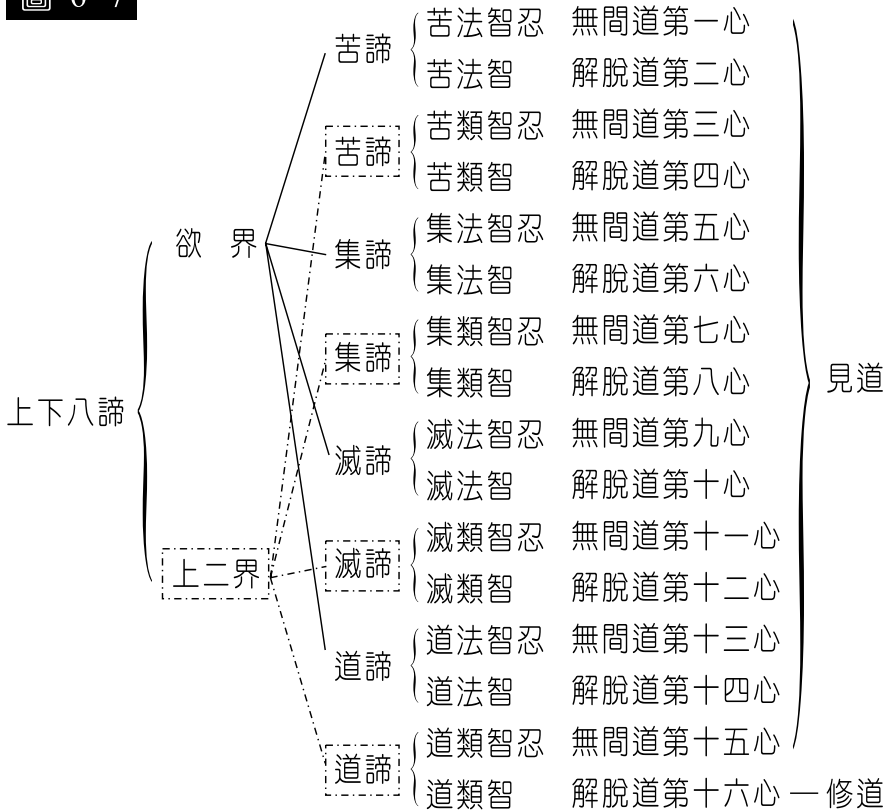 圖 6-7
苦諦 苦法智忍 無間道第一心
苦法智 解脫道第二心
苦諦 苦類智忍 無間道第三心
苦類智 解脫道第四心
欲界 集諦 集法智忍 無間道第五心
集法智 解脫道第六心
集諦 集類智忍 無間道第七心
集類智 解脫道第八心
見道
上下八諦
滅諦 滅法智忍 無間道第九心
滅法智 解脫道第十心
上二界 滅諦 滅類智忍 無間道第十一心
滅類智 解脫道第十二心
道諦 道法智忍 無間道第十三心
道法智 解脫道第十四心
道諦 道類智忍 無間道第十五心
道類智 解脫道第十六心 — 修道